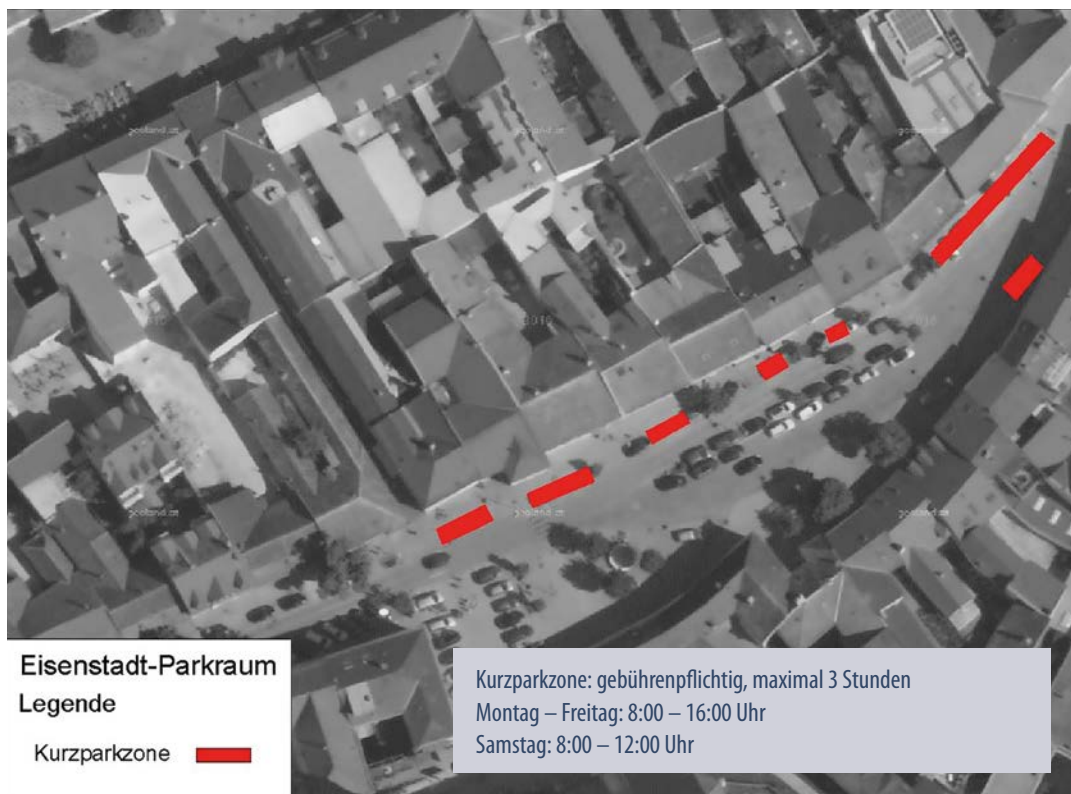 Eisenstadt-Parkraum
Legende
Kurzparkzone
Kurzparkzone: gebührenpflichtig, maximal 3 Stunden
Montag – Freitag: 8:00 – 16:00 Uhr
Samstag: 8:00 – 12:00 Uhr